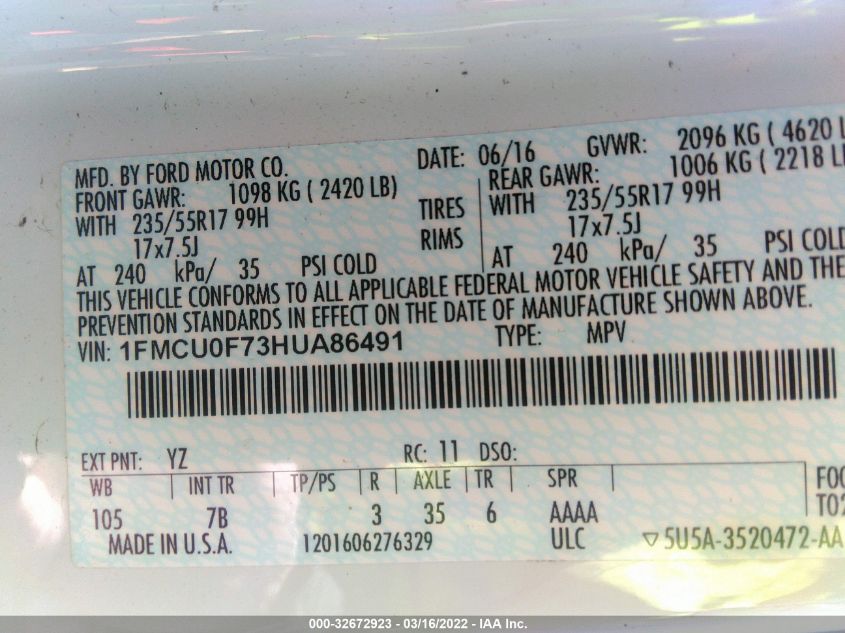 MFD. BY FORD MOTOR CO. DATE: 06/16 GVWR: 2096 KG ( 4620 L
FRONT GAWR: 1098 KG ( 2420 LB) REAR GAWR: 1006 KG ( 2218 L
WITH 235/55R17 99H TIRES WITH 235/55R17 99H
17x7.5J RIMS 17x7.5J
AT 240 kPa/ 35 PSI COLD AT 240 kPa/ 35 PSI COLD
THIS VEHICLE CONFORMS TO ALL APPLICABLE FEDERAL MOTOR VEHICLE SAFETY AND THE
PREVENTION STANDARDS IN EFFECT ON THE DATE OF MANUFACTURE SHOWN ABOVE.
VIN: 1FMCU0F73HUA86491 TYPE: MPV
EXT PNT: YZ RC: 11 DSO:
WB INT TR TP/PS R AXLE TR SPR
105 7B 3 35 6 AAAA
FOC
T02
MADE IN U.S.A. 1201606276329 ULC ▽5U5A-3520472-AA
000-32672923 - 03/16/2022 - IAA Inc.